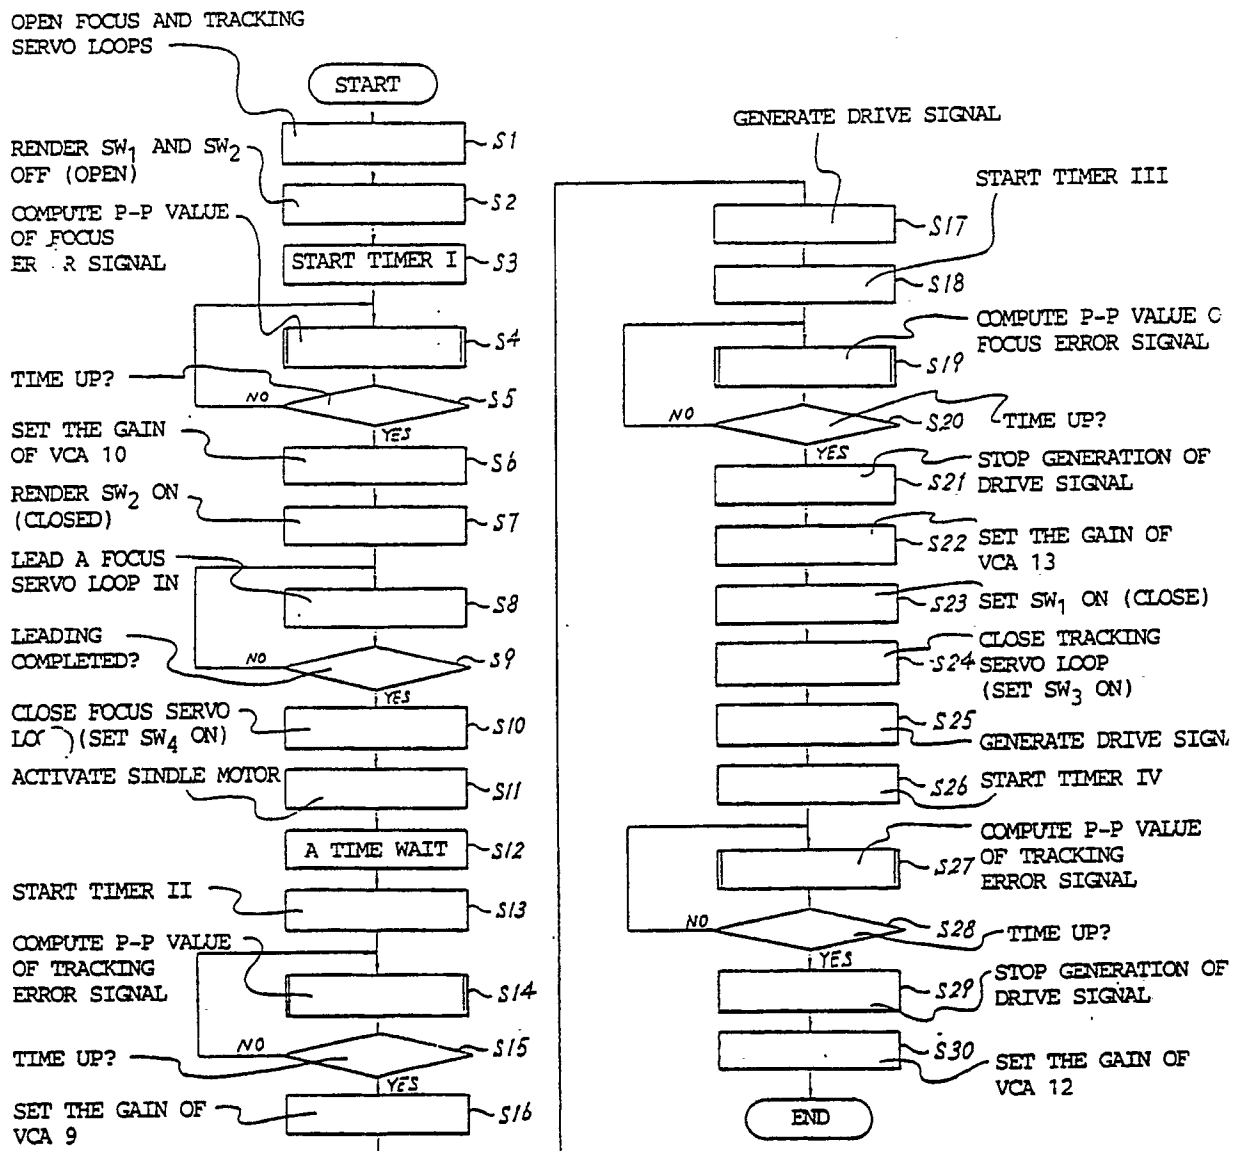 OPEN FOCUS AND TRACKING
SERVO LOOPS
START
S1
RENDER SW1 AND SW2
OFF (OPEN)
S2
COMPUTE P-P VALUE
OF FOCUS
SIGNAL
START TIMER I
S3
S4
TIME UP?
NO
S5
YES
SET THE GAIN
OF VCA 10
S6
RENDER SW2 ON
(CLOSED)
S7
LEAD A FOCUS
SERVO LOOP IN
S8
LEADING
COMPLETED?
NO
S9
YES
CLOSE FOCUS SERVO
(SET SW4 ON)
S10
ACTIVATE SINDLE MOTOR
S11
A TIME WAIT
S12
START TIMER II
S13
COMPUTE P-P VALUE
OF TRACKING
ERROR SIGNAL
S14
TIME UP?
NO
S15
YES
SET THE GAIN OF
VCA 9
S16
GENERATE DRIVE SIGNAL
S17
START TIMER III
S18
COMPUTE P-P VALUE
FOCUS ERROR SIGNAL
S19
NO
S20
TIME UP?
YES
STOP GENERATION OF
DRIVE SIGNAL
S21
S22
SET THE GAIN OF
VCA 13
S23
SET SW1 ON (CLOSE)
CLOSE TRACKING
SERVO LOOP
(SET SW3 ON)
S24
S25
GENERATE DRIVE SIGN
S26
START TIMER IV
COMPUTE P-P VALUE
OF TRACKING
ERROR SIGNAL
S27
NO
S28
TIME UP?
YES
S29
STOP GENERATION OF
DRIVE SIGNAL
S30
SET THE GAIN OF
VCA 12
END